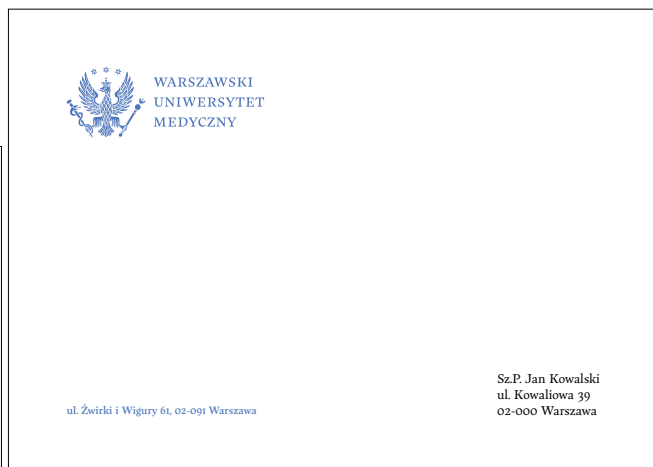 WARSZAWSKI
UNIWERSYTET
MEDYCZNY
Sz.P. Jan Kowalski
ul. Kowaliowa 39
02-000 Warszawa
ul. Żwirki i Wigury 61, 02-091 Warszawa